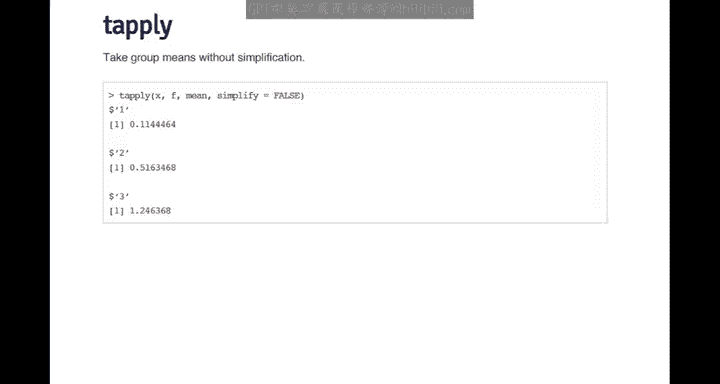 tapply
Take group means without simplification.
> tapply(x, f, mean, simplify = FALSE)
$‘1‘
[1] 0.1144464
$‘2‘
[1] 0.5163468
$‘3‘
[1] 1.246368